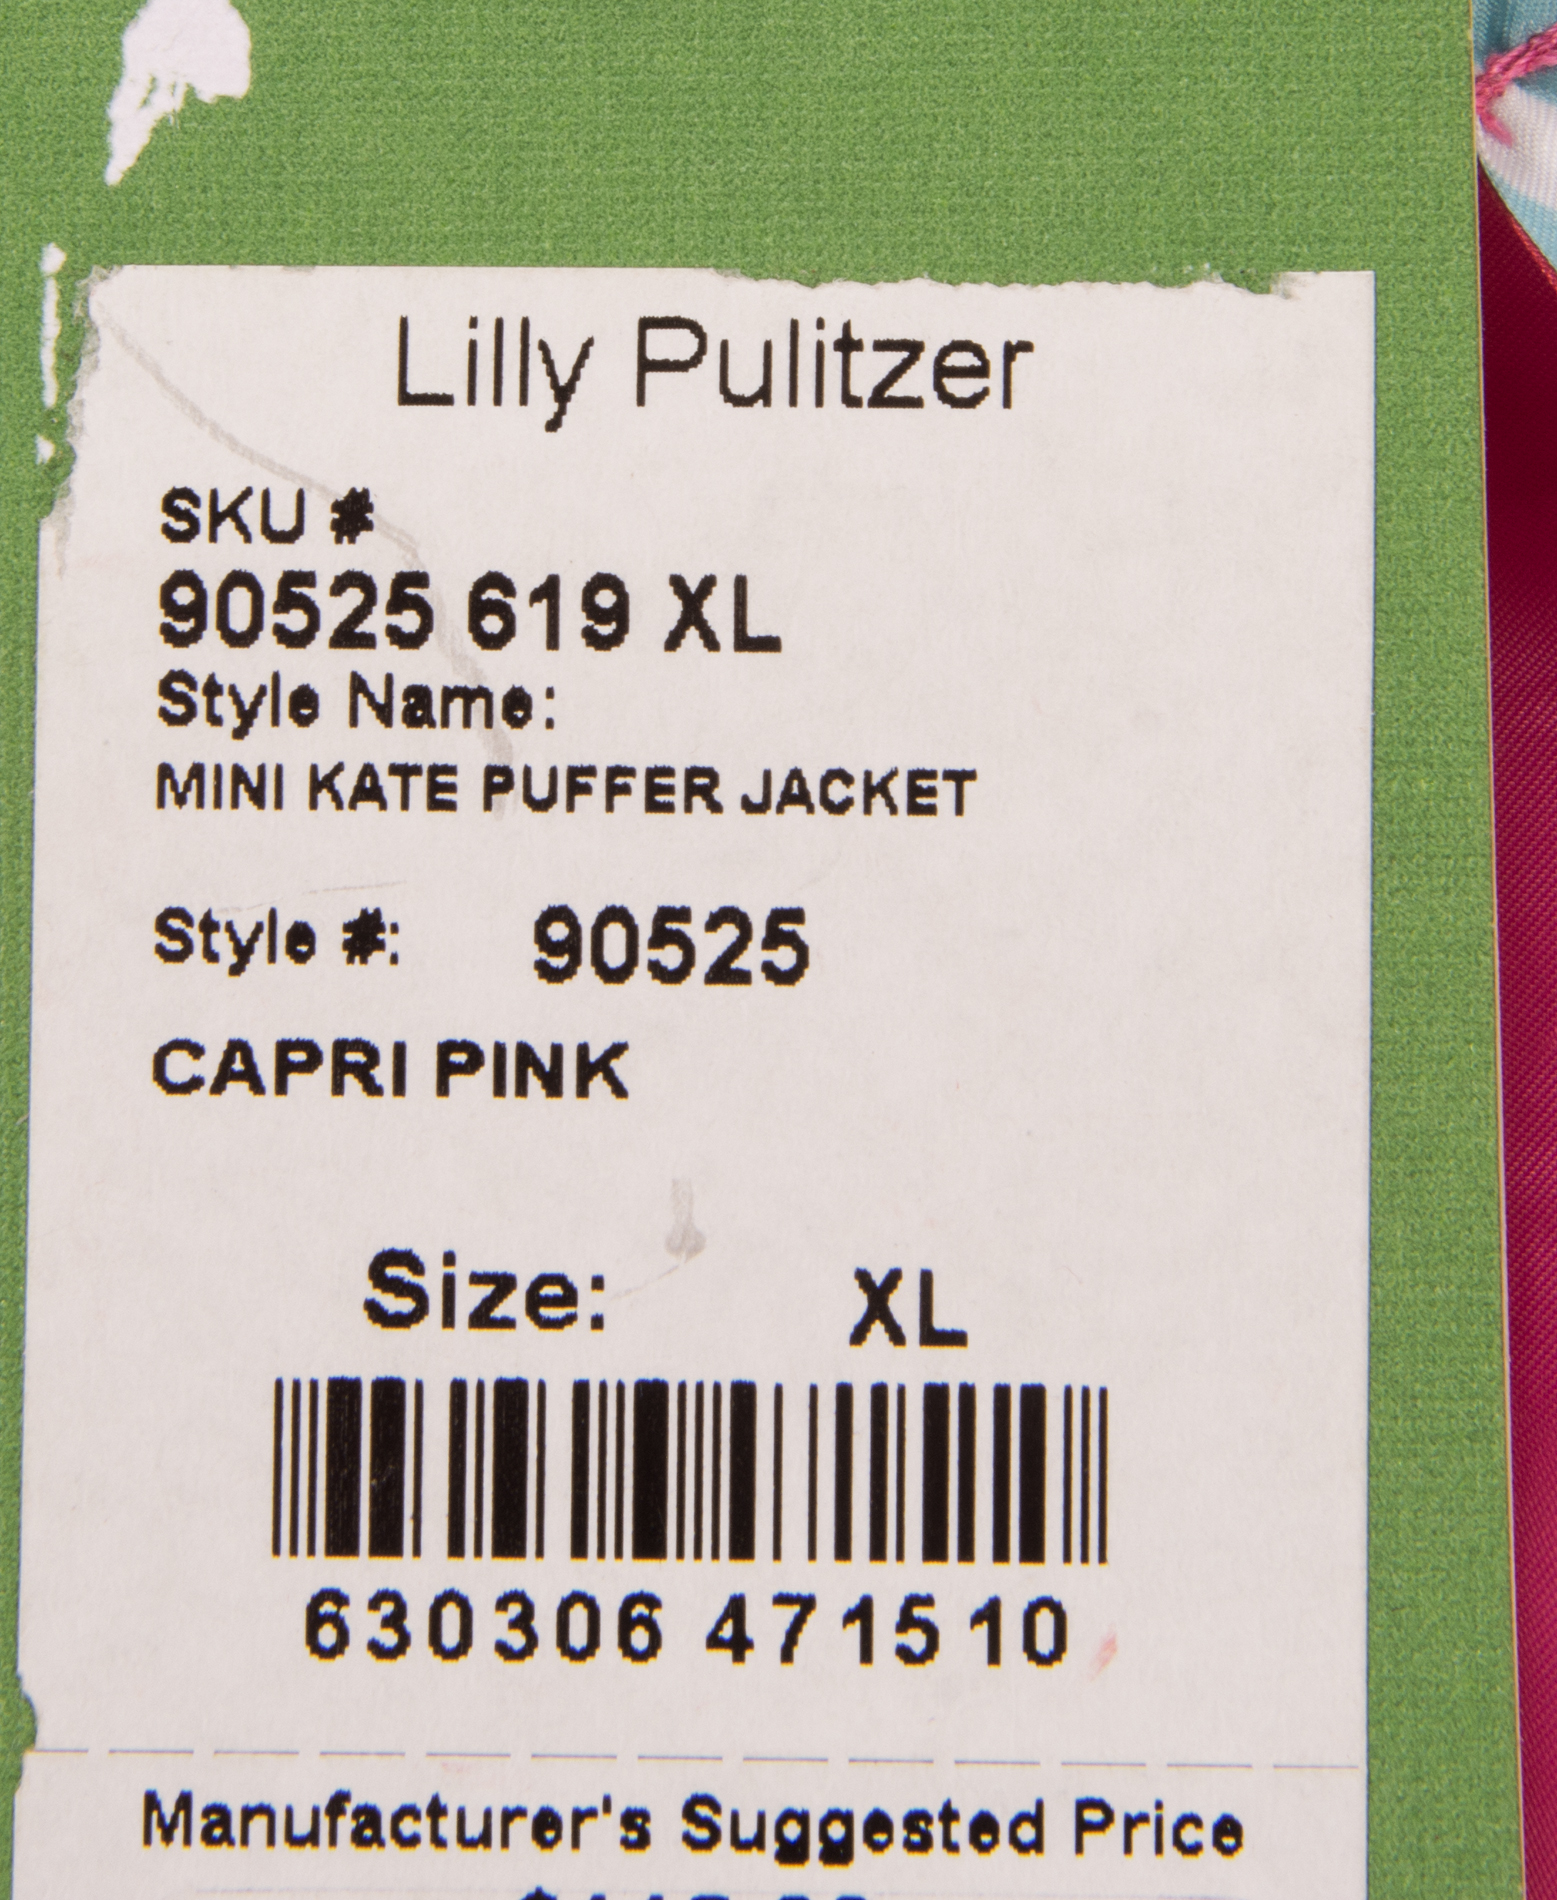 Lilly Pulitzer
SKU #
90525 619 XL
Style Name:
MINI KATE PUFFER JACKET
Style #: 90525
CAPRI PINK
Size: XL
630306 471510
Manufacturer's Suggested Price